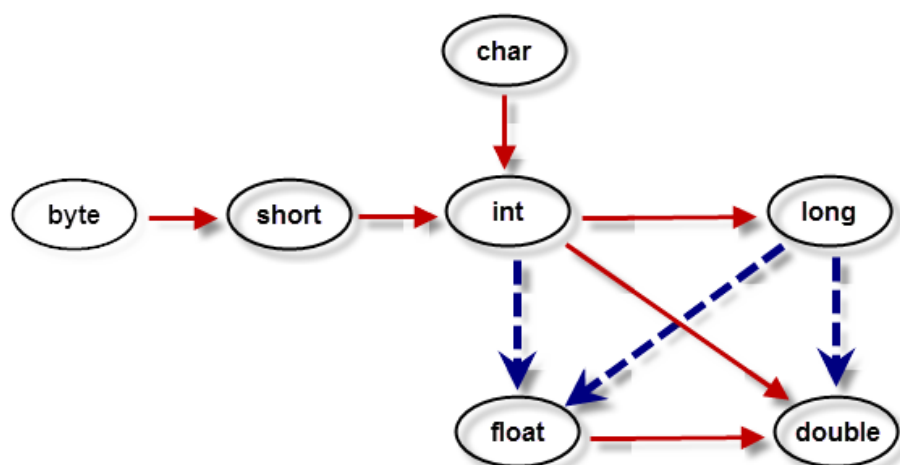 char
byte
short
int
long
float
double